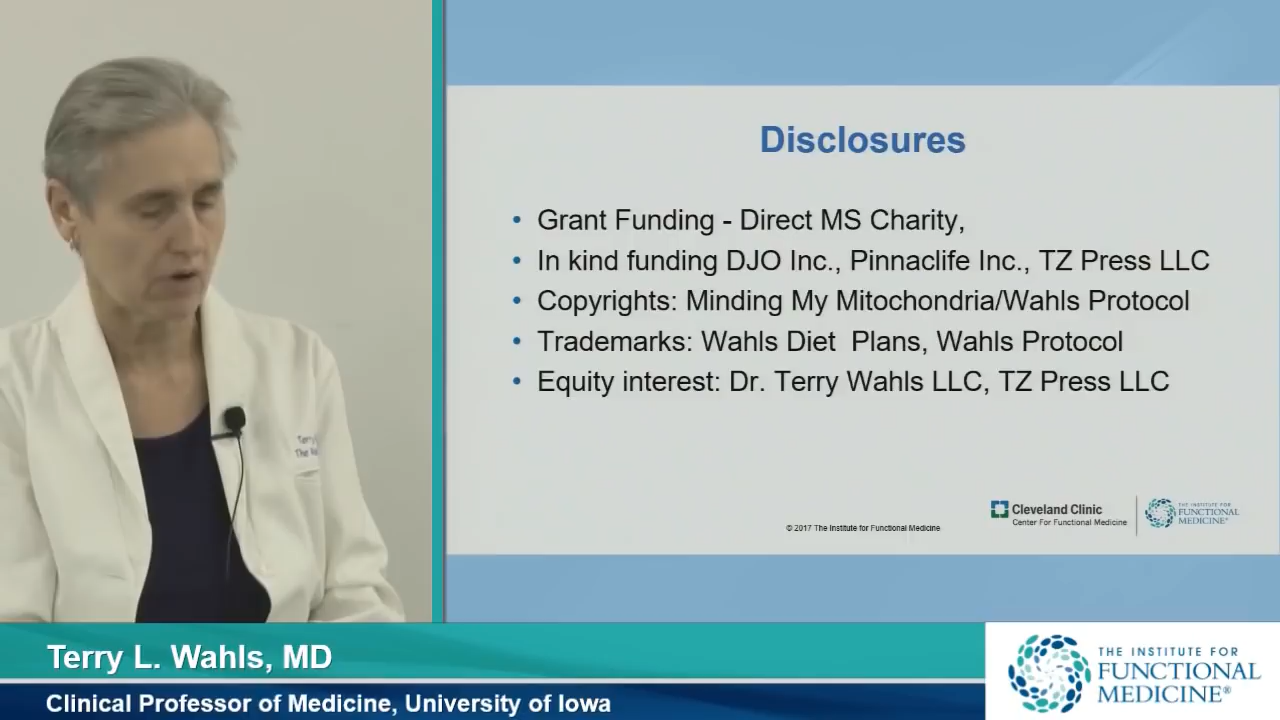 Disclosures
• Grant Funding - Direct MS Charity,
• In kind funding DJO Inc., Pinnaclife Inc., TZ Press LLC
• Copyrights: Minding My Mitochondria/Wahls Protocol
• Trademarks: Wahls Diet  Plans, Wahls Protocol
• Equity interest: Dr. Terry Wahls LLC, TZ Press LLC
© 2017 The Institute for Functional Medicine
Cleveland Clinic
Center For Functional Medicine
THE INSTITUTE FOR
FUNCTIONAL
MEDICINE®
Terry L. Wahls, MD
Clinical Professor of Medicine, University of Iowa
THE INSTITUTE FOR
FUNCTIONAL
MEDICINE®